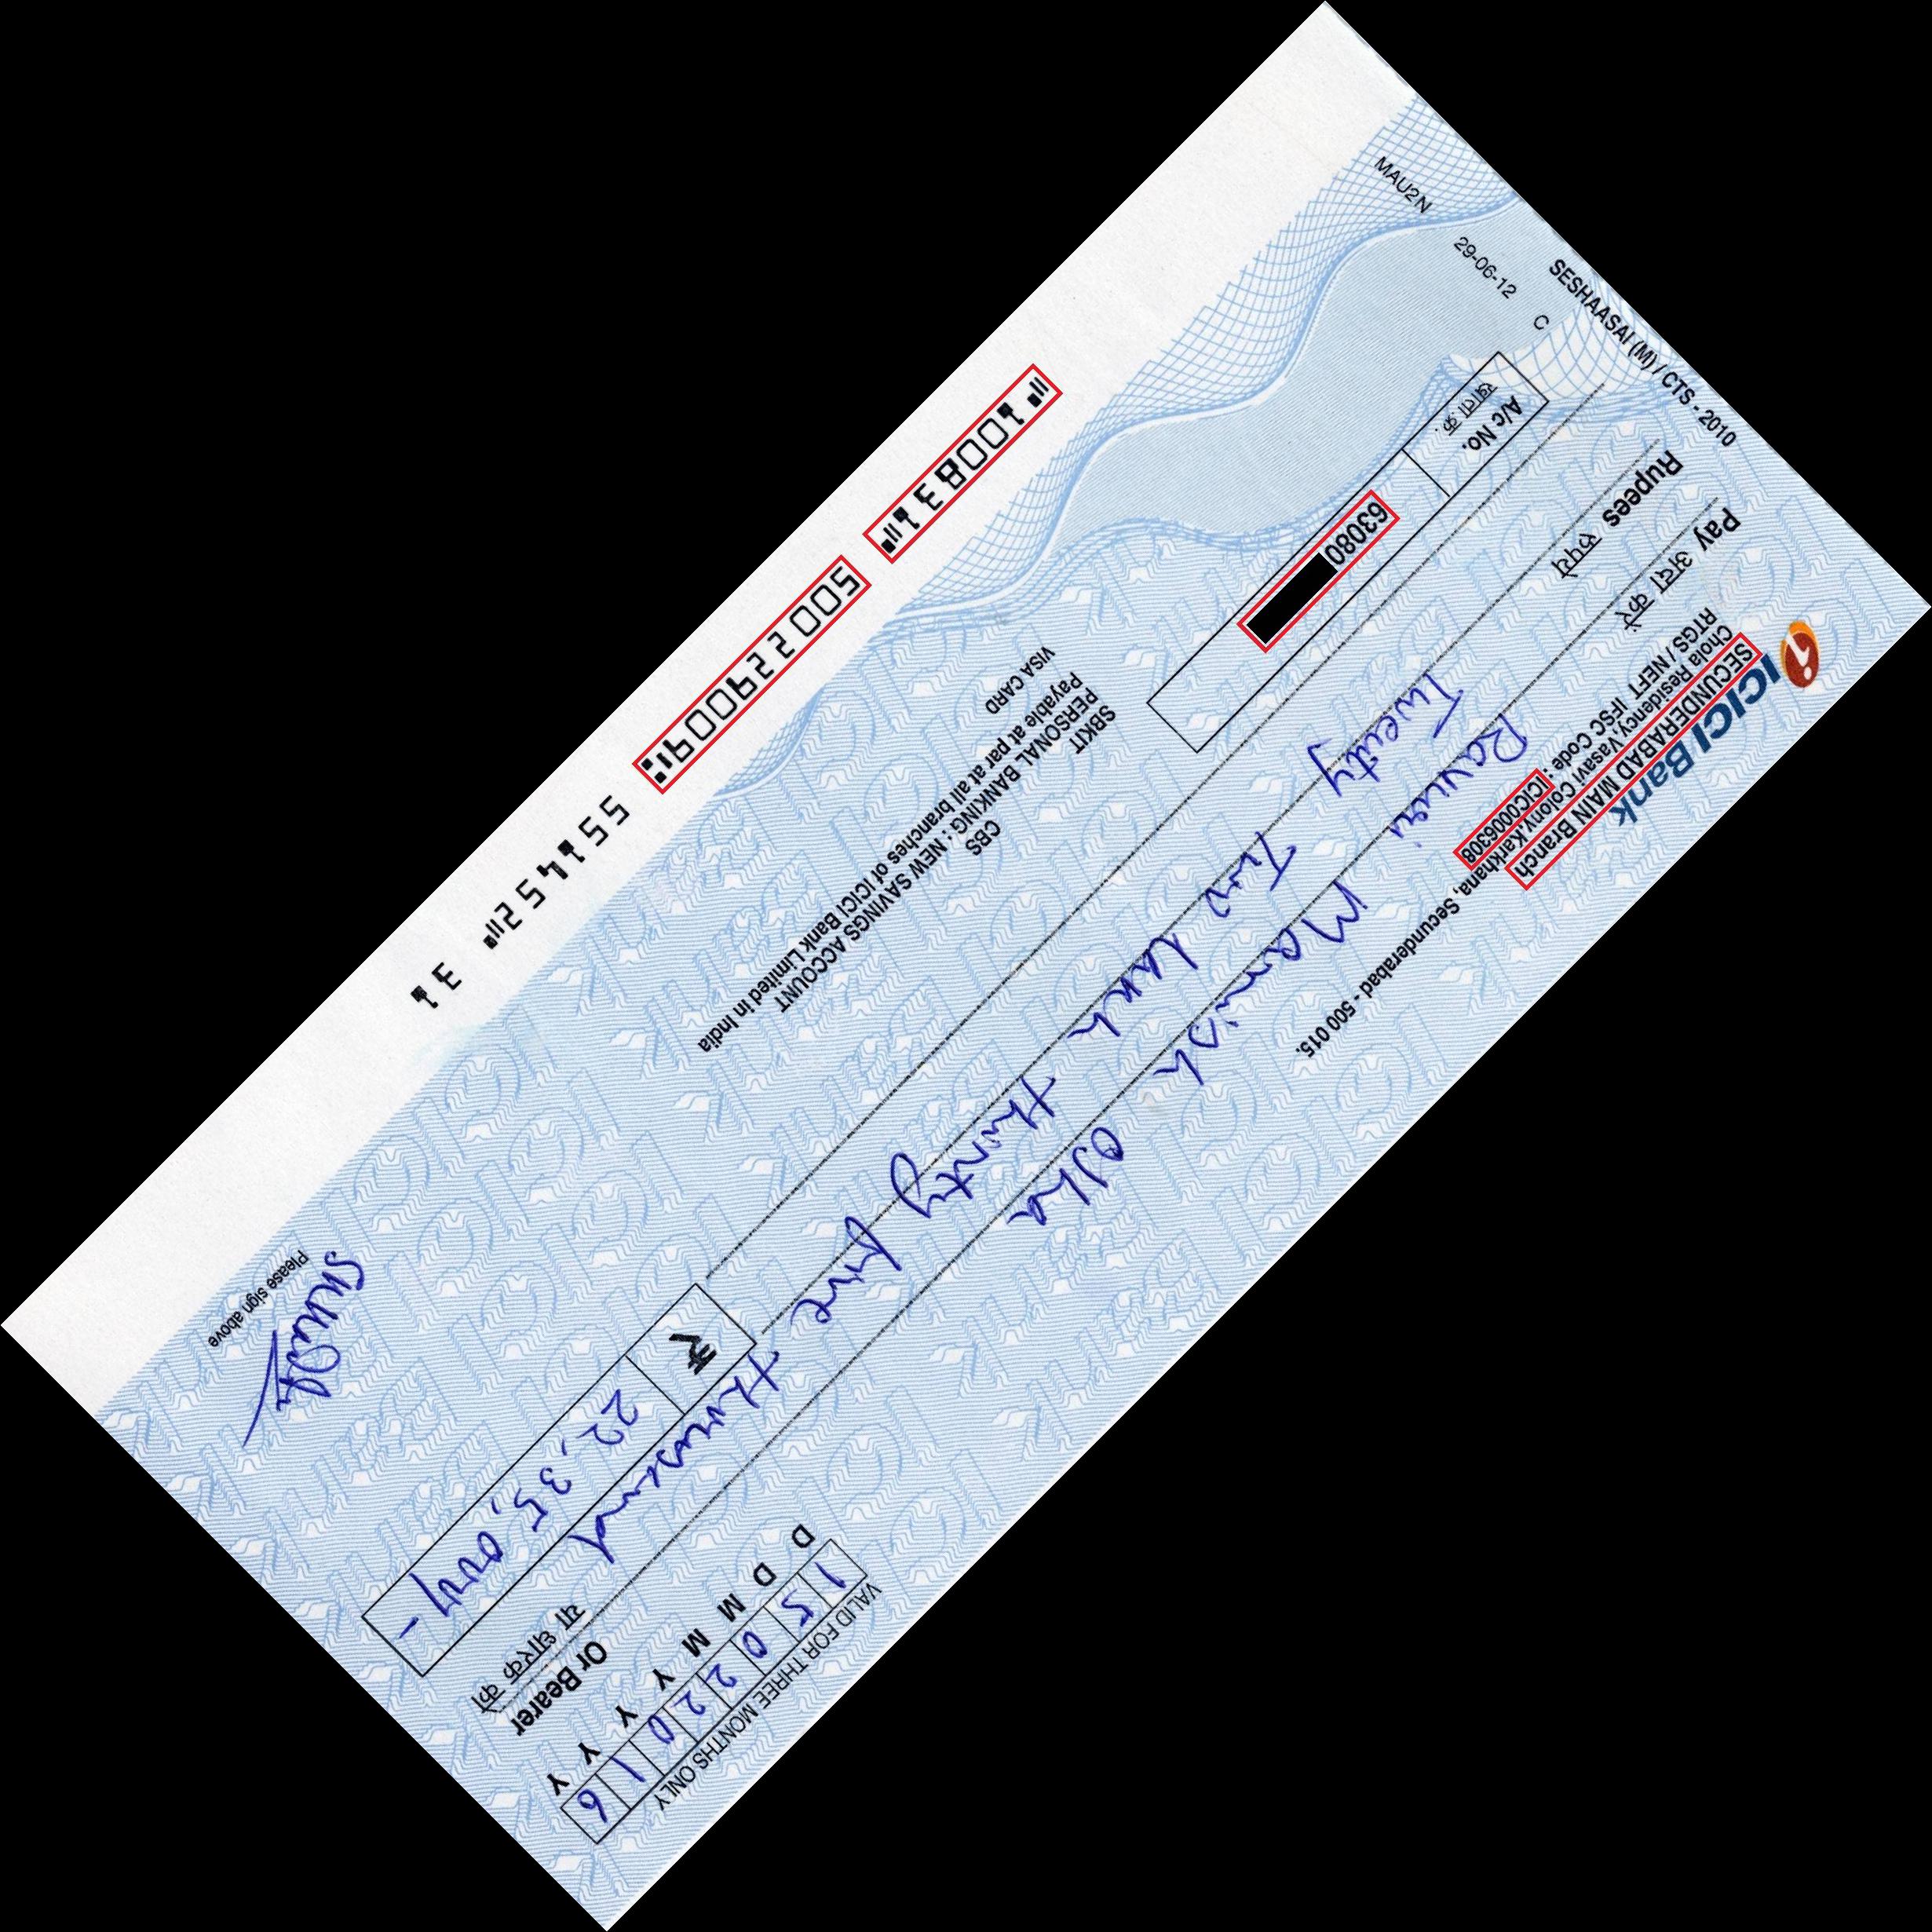 ICICI Bank
SECUNDERABAD MAIN Branch
Chola Residency,Vasavi Colony,Karkhana, Secunderabad - 500 015.
RTGS / NEFT IFSC Code : ICIC0006308
VALID FOR THREE MONTHS ONLY
1 5 0 2 2 0 1 6
D D M M Y Y Y Y
Pay Manish Ojha Or Bearer
अदा करें या धारक को
Rupees Twenty Two Lakh thirty five thousand
रुपये
₹ 22,35,000/-
A/c No. 63080
खाता क्र.
SBKIT CBS
PERSONAL BANKING : NEW SAVINGS ACCOUNT
Payable at par at all branches of ICICI Bank Limited in India
VISA CARD
Please sign above
SESHAASAI (M) / CTS - 2010
C
29-06-12
MAU2N
⑈100831⑈ 500229009⑆ 551452⑈ 31